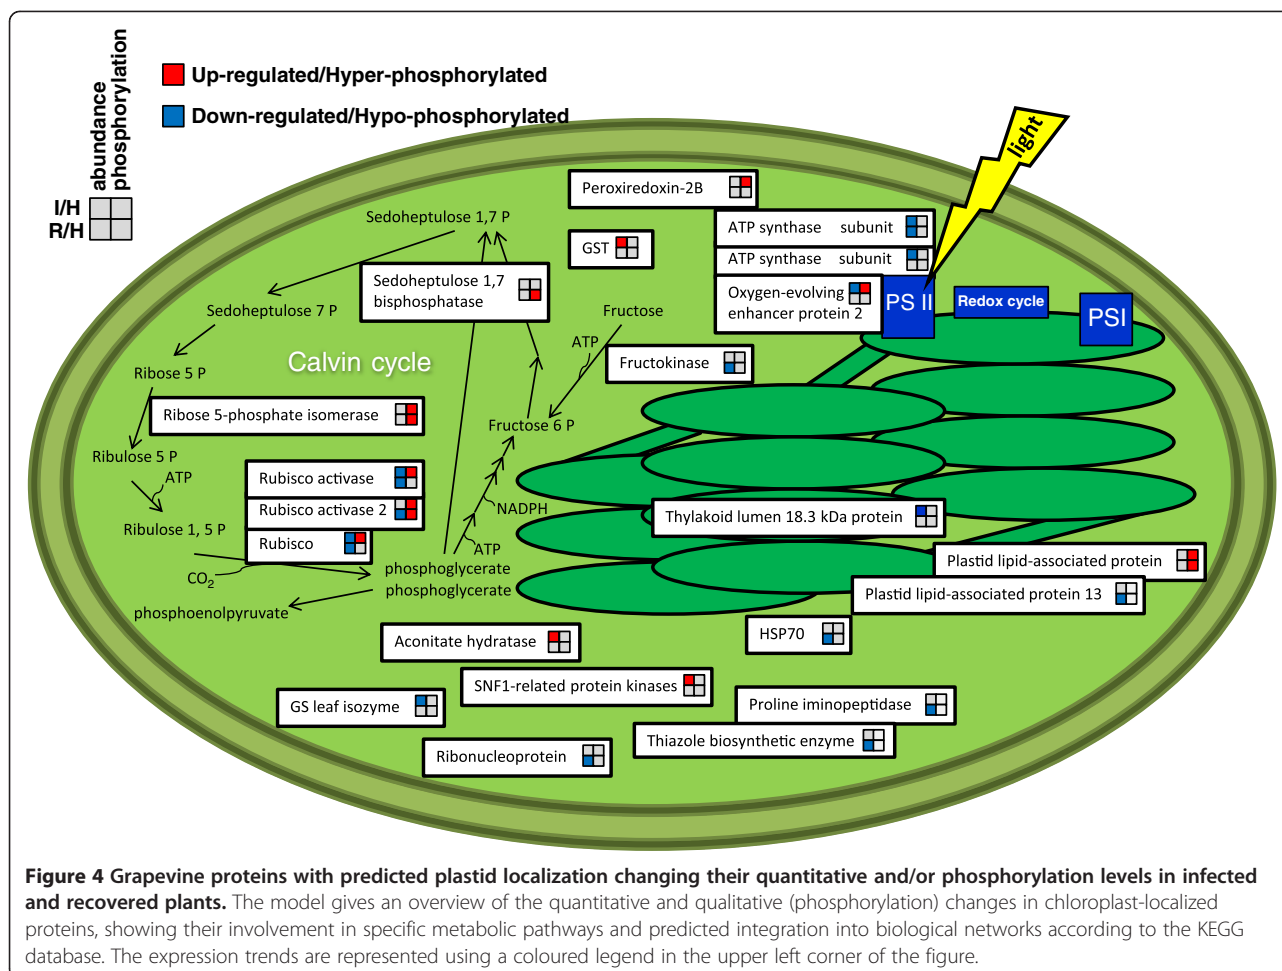 abundance
phosphorylation
I/H
R/H
Up-regulated/Hyper-phosphorylated
Down-regulated/Hypo-phosphorylated
light
Peroxiredoxin-2B
Sedoheptulose 1,7 P
ATP synthase subunit
GST
ATP synthase subunit
Sedoheptulose 1,7
bisphosphatase
Oxygen-evolving
enhancer protein 2
PS II
Redox cycle
PSI
Sedoheptulose 7 P
Fructose
ATP
Calvin cycle
Fructokinase
Ribose 5 P
Ribose 5-phosphate isomerase
Fructose 6 P
Ribulose 5 P
ATP
Rubisco activase
Rubisco activase 2
NADPH
Thylakoid lumen 18.3 kDa protein
Ribulose 1, 5 P
Rubisco
ATP
CO2
phosphoglycerate
phosphoglycerate
Plastid lipid-associated protein
Plastid lipid-associated protein 13
phosphoenolpyruvate
Aconitate hydratase
HSP70
SNF1-related protein kinases
GS leaf isozyme
Proline iminopeptidase
Thiazole biosynthetic enzyme
Ribonucleoprotein
Figure 4 Grapevine proteins with predicted plastid localization changing their quantitative and/or phosphorylation levels in infected
and recovered plants. The model gives an overview of the quantitative and qualitative (phosphorylation) changes in chloroplast-localized
proteins, showing their involvement in specific metabolic pathways and predicted integration into biological networks according to the KEGG
database. The expression trends are represented using a coloured legend in the upper left corner of the figure.